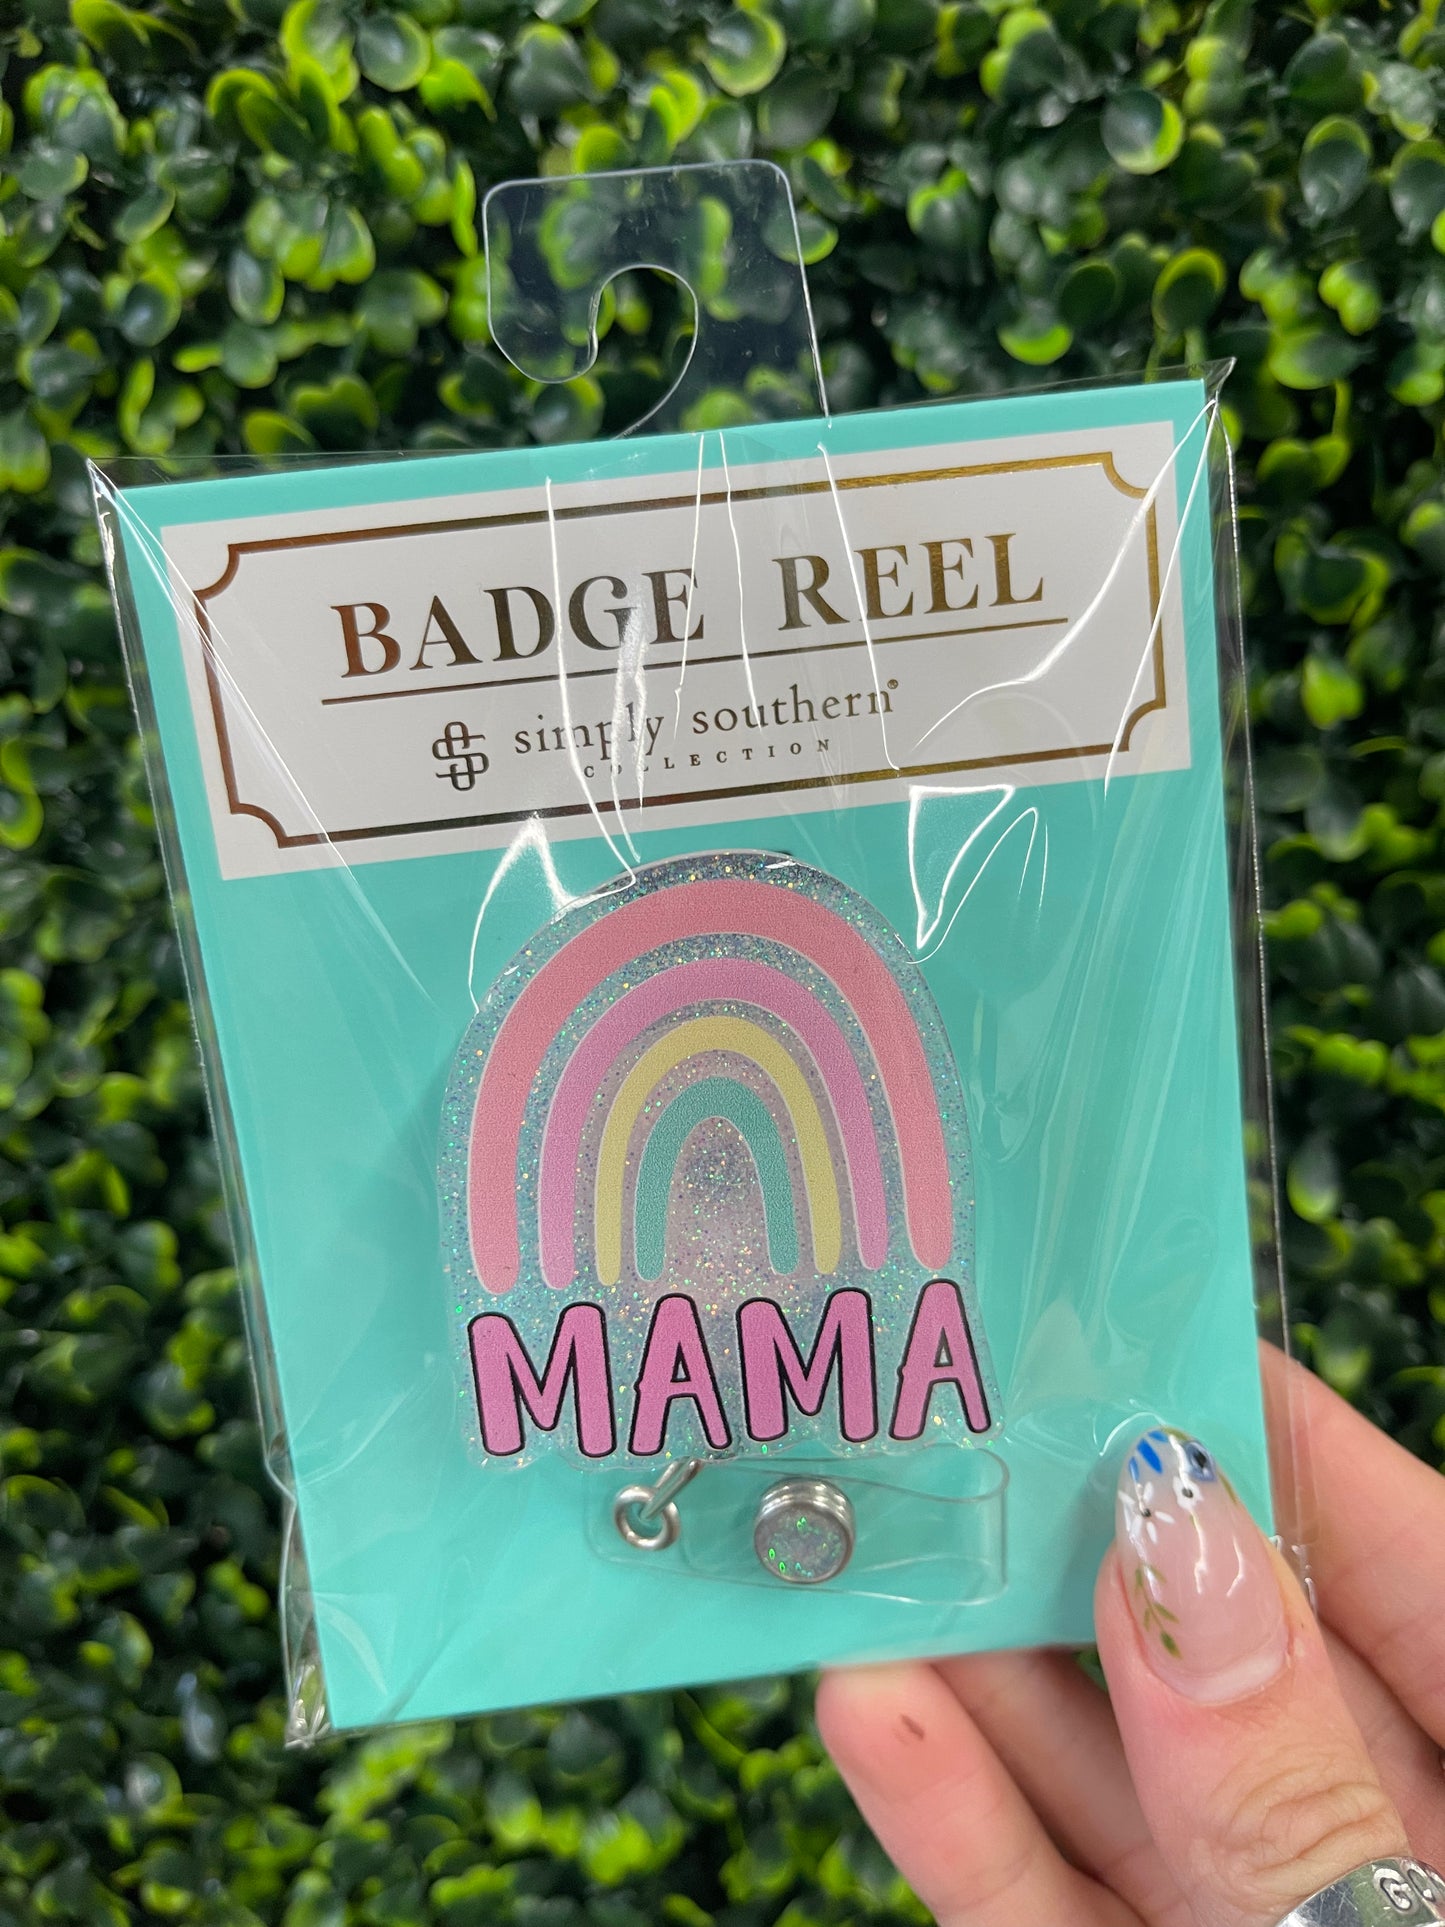 BADGE REEL
simply southern®
COLLECTION
MAMA